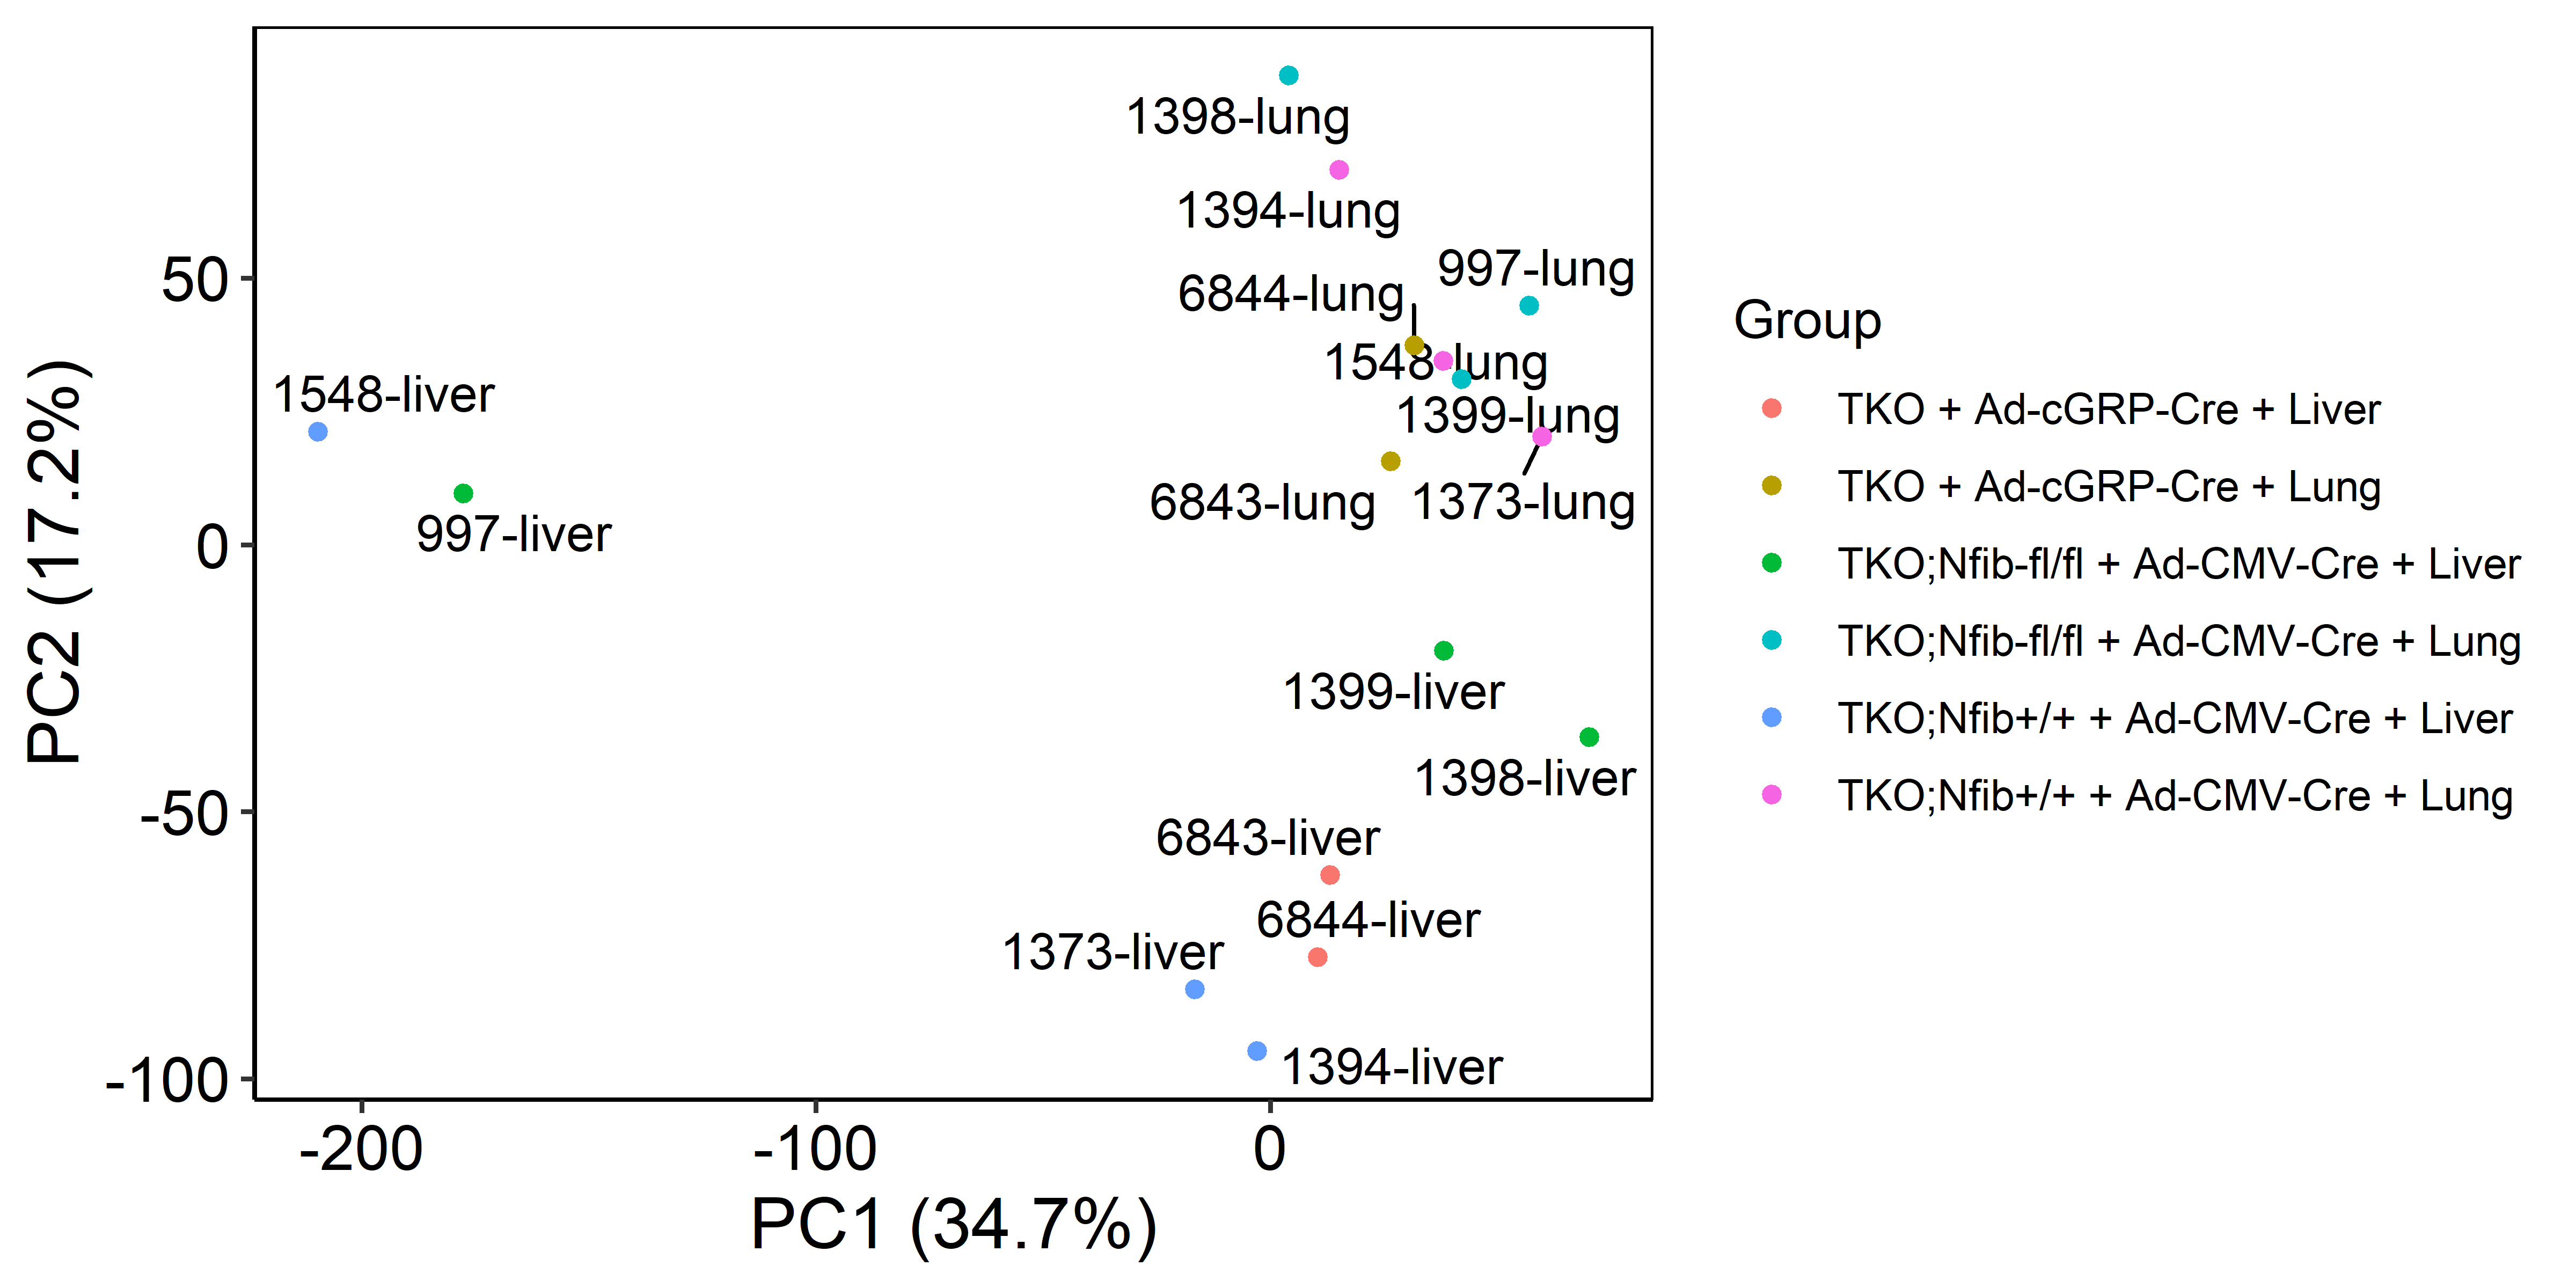 1398-lung
1394-lung
997-lung
6844-lung
1548-lung
1399-lung
6843-lung
1373-lung
1548-liver
997-liver
1399-liver
1398-liver
6843-liver
6844-liver
1373-liver
1394-liver
50
0
-50
-100
PC2 (17.2%)
-200
-100
0
PC1 (34.7%)
Group
TKO + Ad-cGRP-Cre + Liver
TKO + Ad-cGRP-Cre + Lung
TKO;Nfib-fl/fl + Ad-CMV-Cre + Liver
TKO;Nfib-fl/fl + Ad-CMV-Cre + Lung
TKO;Nfib+/+ + Ad-CMV-Cre + Liver
TKO;Nfib+/+ + Ad-CMV-Cre + Lung